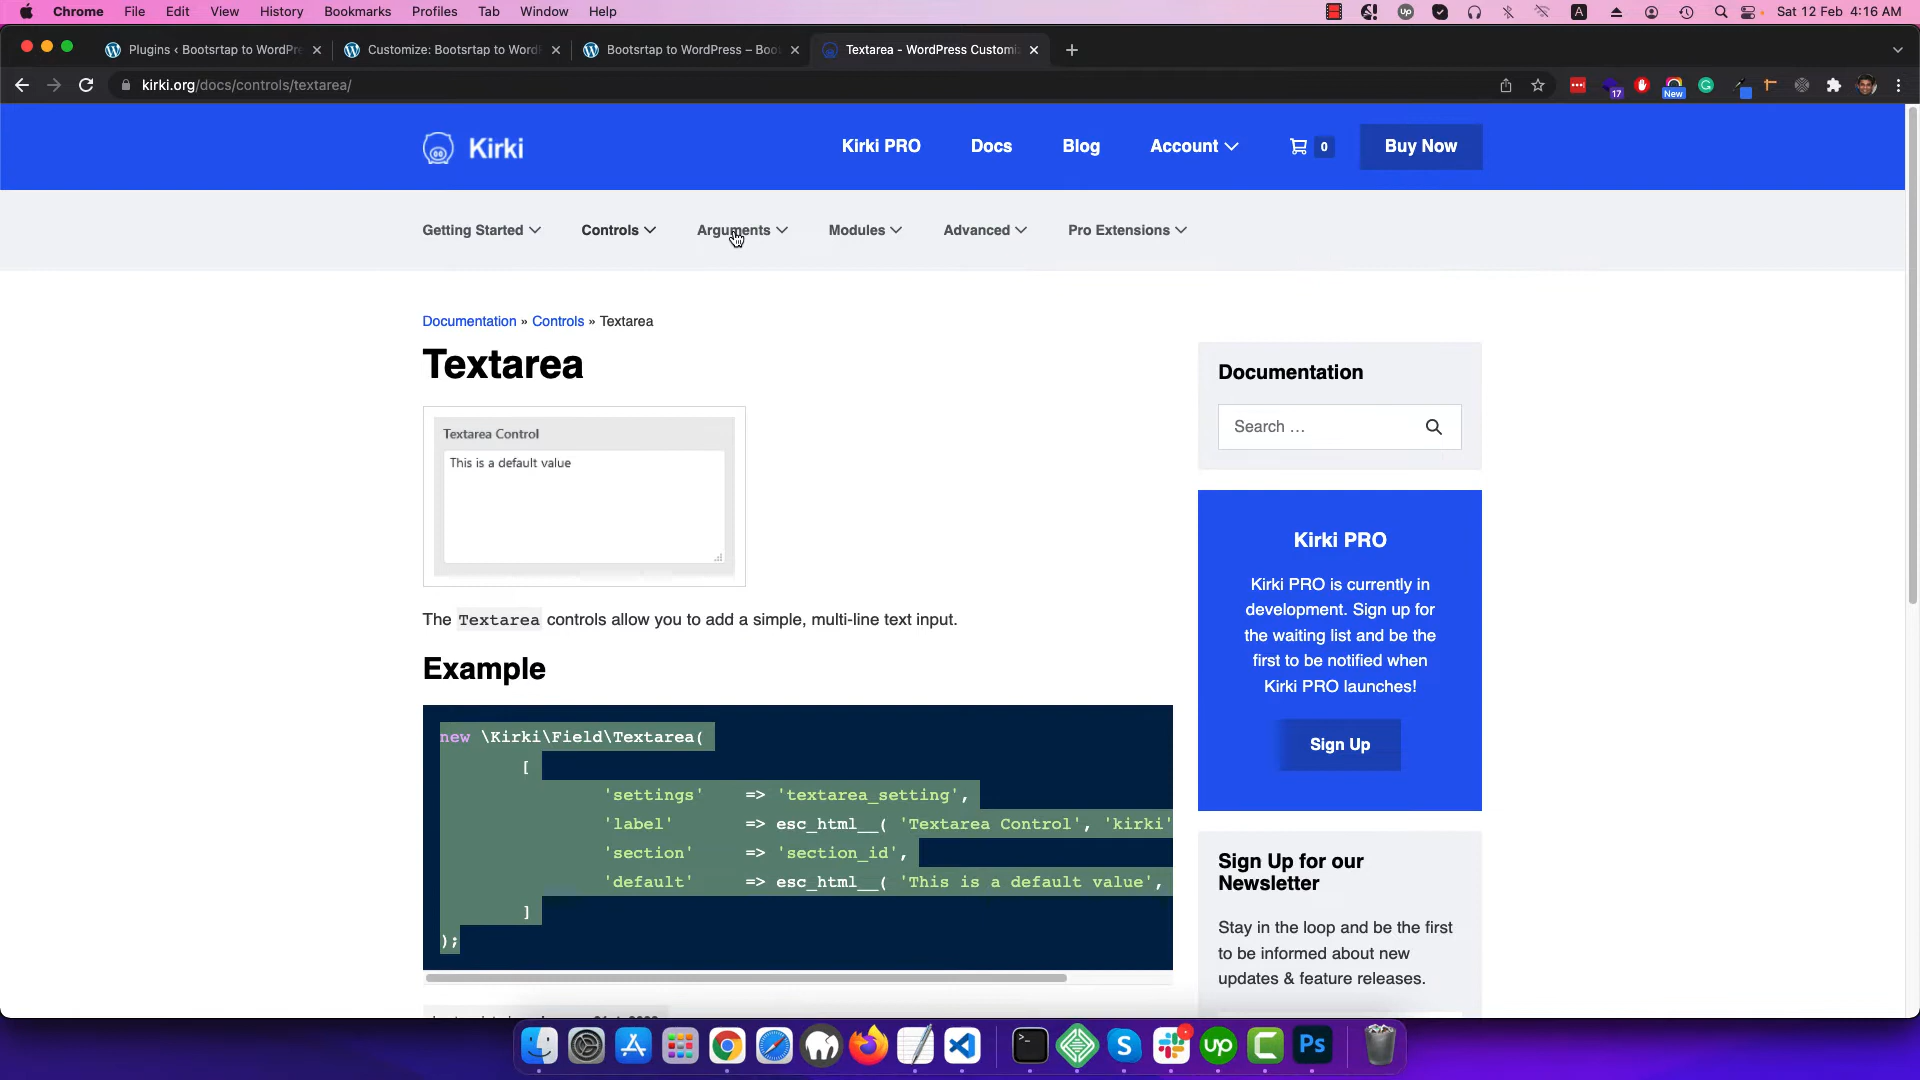 Chrome File Edit View History Bookmarks Profiles Tab Window Help
Sat 12 Feb 4:16 AM
Plugins ‹ Bootsrtap to WordPre
Customize: Bootsrtap to Word
Bootsrtap to WordPress – Boo
Textarea - WordPress Customi
kirki.org/docs/controls/textarea/
17
New
Kirki
Kirki PRO
Docs
Blog
Account
0
Buy Now
Getting Started
Controls
Arguments
Modules
Advanced
Pro Extensions
Documentation » Controls » Textarea
Textarea
Textarea Control
This is a default value
The Textarea controls allow you to add a simple, multi-line text input.
Example
new \Kirki\Field\Textarea(
[
'settings' => 'textarea_setting',
'label' => esc_html__( 'Textarea Control', 'kirki'
'section' => 'section_id',
'default' => esc_html__( 'This is a default value',
]
);
Documentation
Search …
Kirki PRO
Kirki PRO is currently in
development. Sign up for
the waiting list and be the
first to be notified when
Kirki PRO launches!
Sign Up
Sign Up for our
Newsletter
Stay in the loop and be the first
to be informed about new
updates & feature releases.
S
up
C
Ps